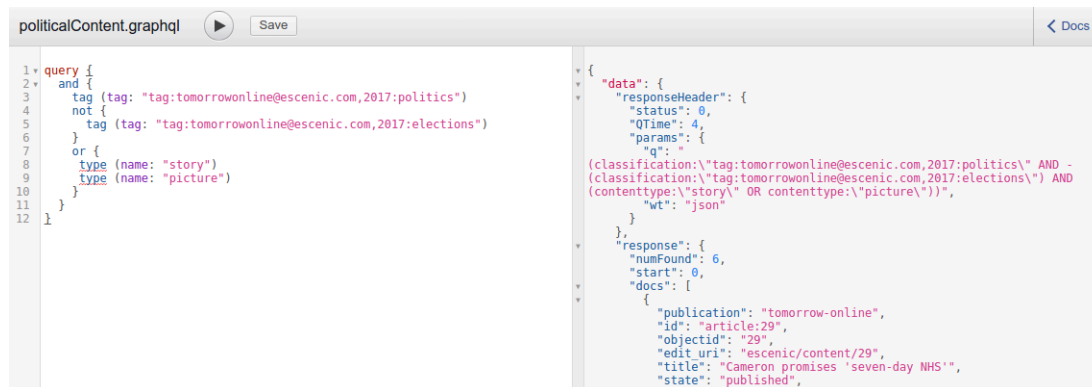 politicalContent.graphql Save Docs
1 query {
2 and {
3 tag (tag: "tag:tomorrowonline@escenic.com,2017:politics")
4 not {
5 tag (tag: "tag:tomorrowonline@escenic.com,2017:elections")
6 }
7 or {
8 type (name: "story")
9 type (name: "picture")
10 }
11 }
12 }
{
"data": {
"responseHeader": {
"status": 0,
"QTime": 4,
"params": {
"q": "
(classification:\"tag:tomorrowonline@escenic.com,2017:politics\" AND -
(classification:\"tag:tomorrowonline@escenic.com,2017:elections\") AND
(contenttype:\"story\" OR contenttype:\"picture\"))",
"wt": "json"
}
},
"response": {
"numFound": 6,
"start": 0,
"docs": [
{
"publication": "tomorrow-online",
"id": "article:29",
"objectid": "29",
"edit_uri": "escenic/content/29",
"title": "Cameron promises 'seven-day NHS'",
"state": "published",